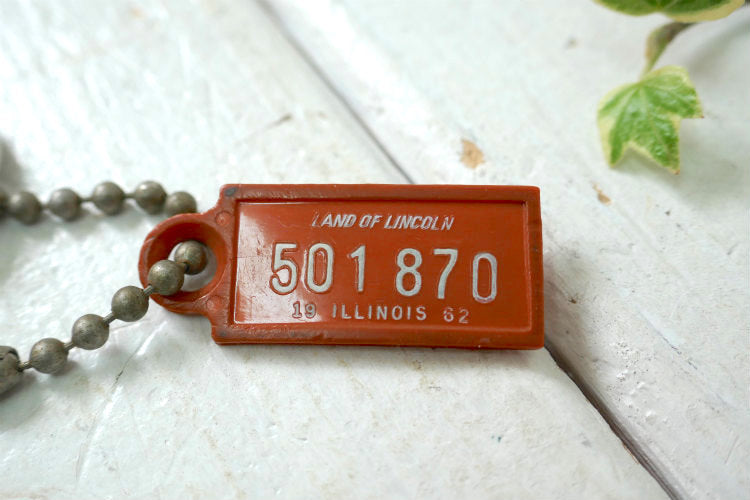 LAND OF LINCOLN
501 870
19 ILLINOIS 62